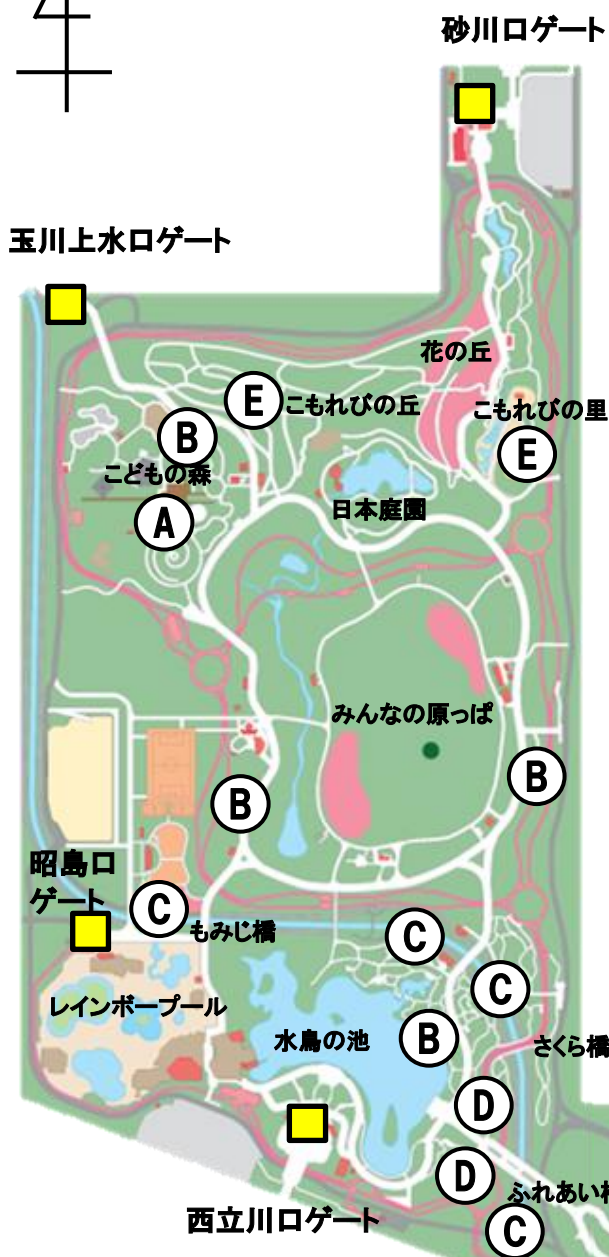 砂川口ゲート
玉川上水口ゲート
花の丘
E
こもれびの丘
こもれびの里
B
E
こどもの森
日本庭園
A
みんなの原っぱ
B
B
昭島口
ゲート
C
もみじ橋
C
C
レインボープール
水鳥の池
B
さくら橋
D
D
ふれあい
C
西立川口ゲート